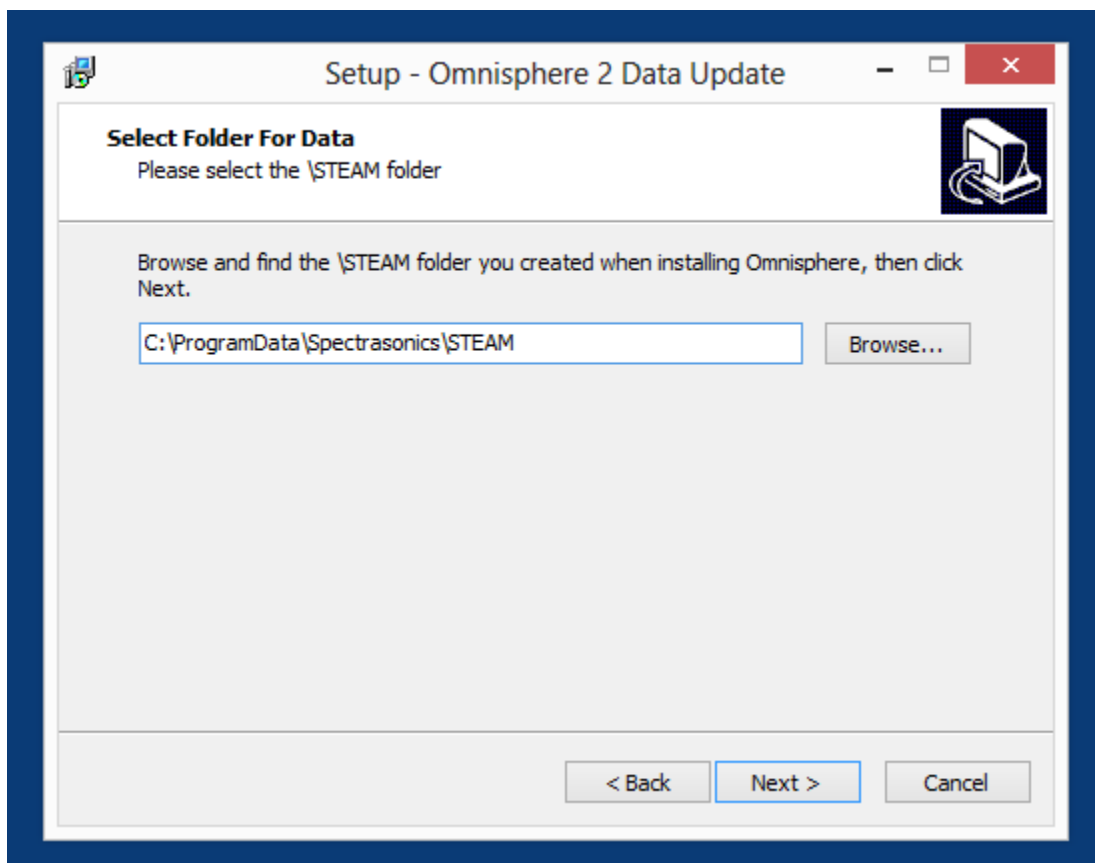 Setup - Omnisphere 2 Data Update
Select Folder For Data
Please select the \STEAM folder
Browse and find the \STEAM folder you created when installing Omnisphere, then click
Next.
C:\ProgramData\Spectrasonics\STEAM
Browse...
< Back
Next >
Cancel